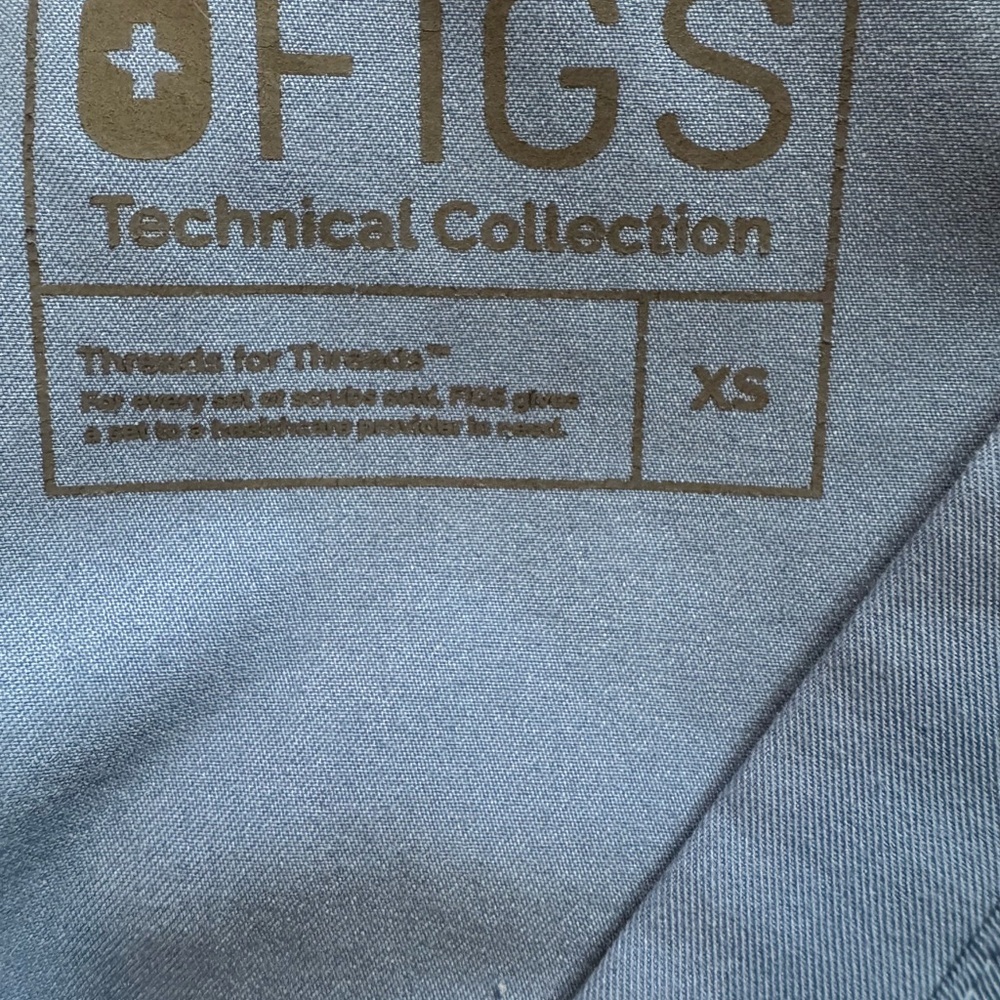 FIGS
Technical Collection
Threads for Threads™
For every set of scrubs sold, FIGS gives
a set to a healthcare provider in need.
XS